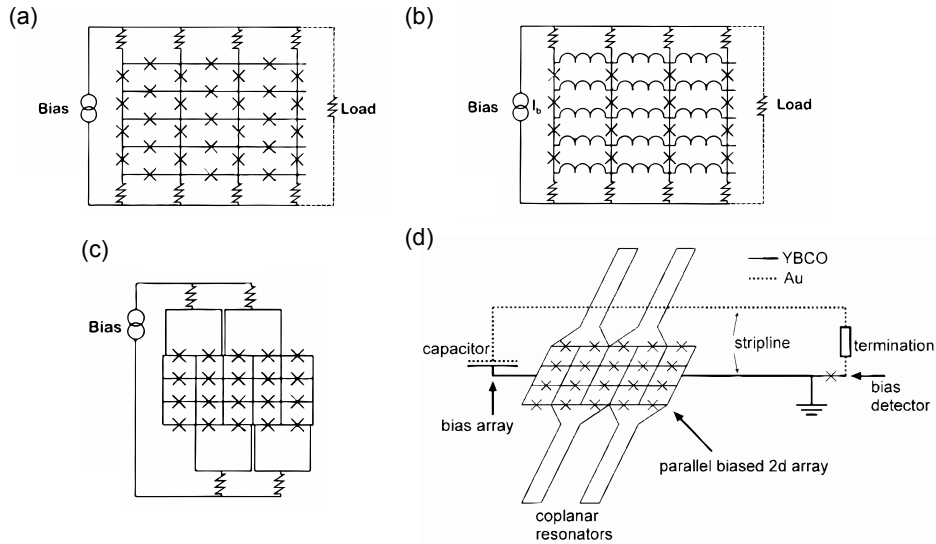 (a)
Bias
Load
(b)
Bias
I_b
Load
(c)
Bias
(d)
YBCO
Au
capacitor
stripline
termination
bias array
bias
detector
parallel biased 2d array
coplanar
resonators